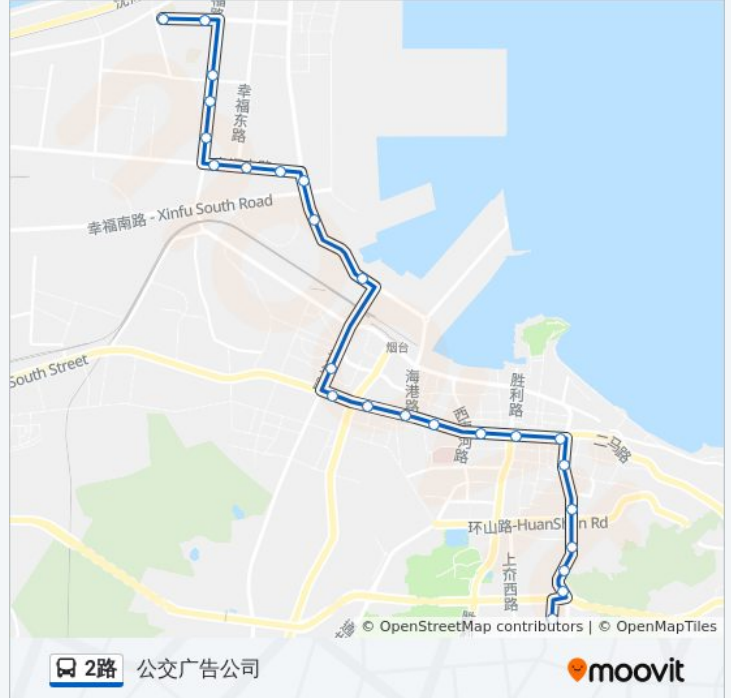 幸福东路
幸福南路 - Xinfu South Road
South Street
烟台
海港路
胜利路
二马路
环山路-HuanShan Rd
上夼西路
© OpenStreetMap contributors | © OpenMapTiles
2路 公交广告公司
moovit